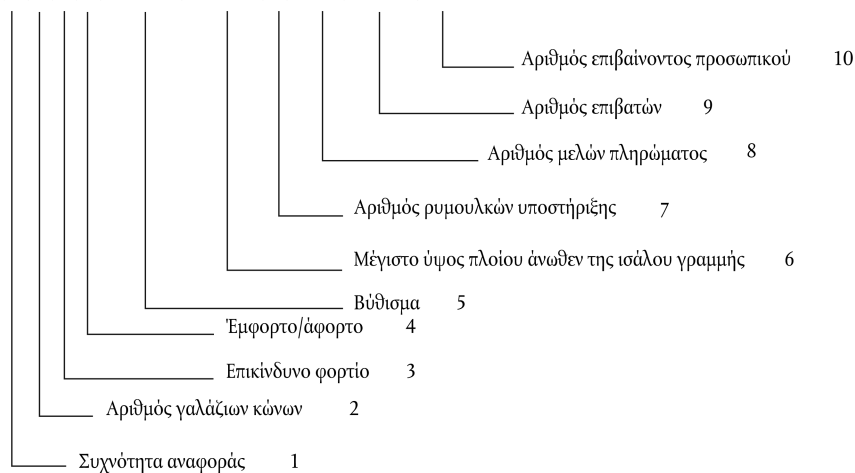 Αριθμός επιβαίνοντος προσωπικού 10
Αριθμός επιβατών 9
Αριθμός μελών πληρώματος 8
Αριθμός ρυμουλκών υποστήριξης 7
Μέγιστο ύψος πλοίου άνωθεν της ισάλου γραμμής 6
Βύθισμα 5
Έμφορτο/άφορτο 4
Επικίνδυνο φορτίο 3
Αριθμός γαλάζιων κώνων 2
Συχνότητα αναφοράς 1